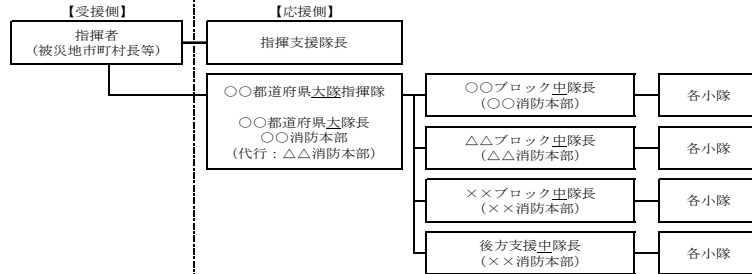 【受援側】
【応援側】
指揮者
(被災地市町村長等)
指揮支援隊長
○○都道府県大隊指揮隊
○○都道府県大隊長
○○消防本部
(代行：△△消防本部)
○○ブロック中隊長
(○○消防本部)
各小隊
△△ブロック中隊長
(△△消防本部)
各小隊
××ブロック中隊長
(××消防本部)
各小隊
後方支援中隊長
(××消防本部)
各小隊